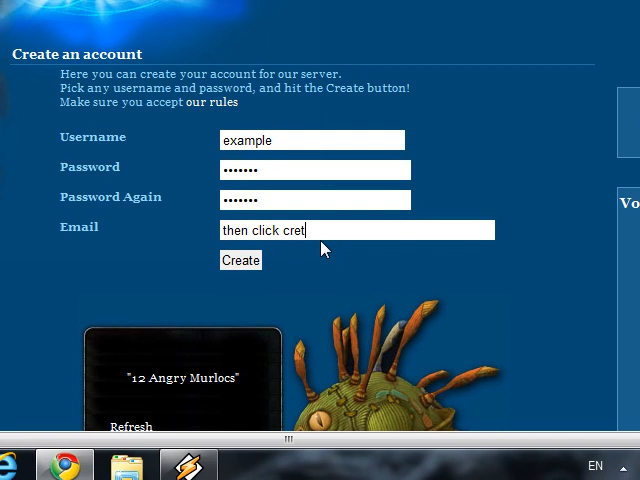 Create an account
Here you can create your account for our server.
Pick any username and password, and hit the Create button!
Make sure you accept our rules
Username
example
Password
•••••••
Password Again
•••••••
Email
then click cret
Create
Vo
"12 Angry Murlocs"
Refresh
EN